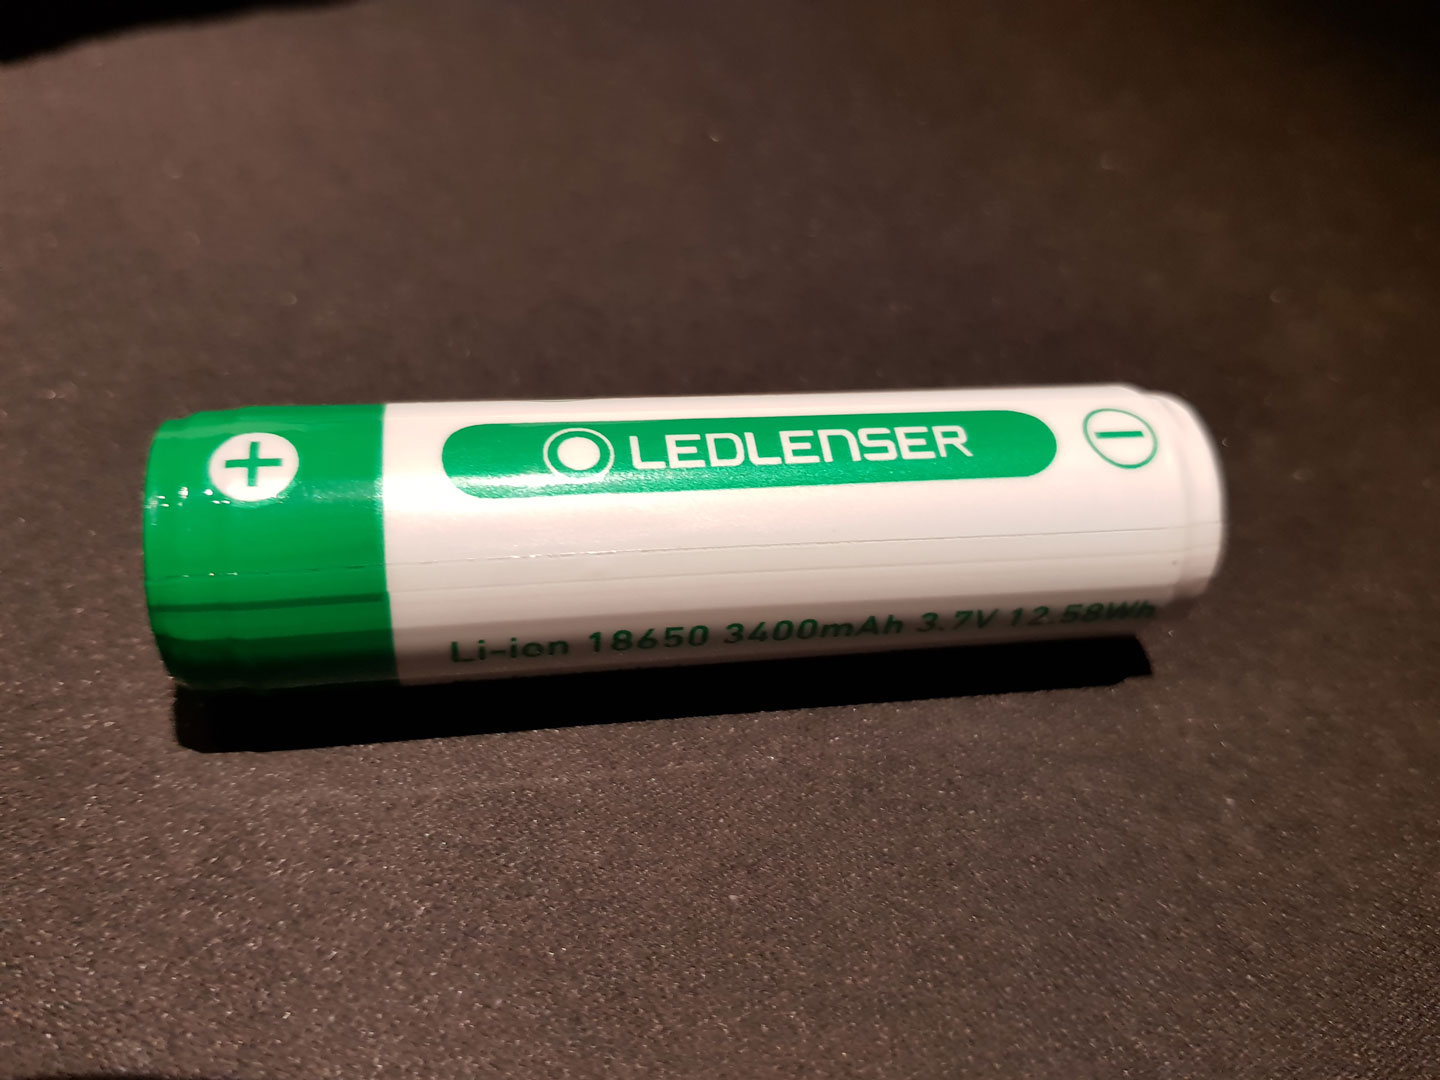 LEDLENSER
Li-ion 18650 3400mAh 3.7V 12.58Wh